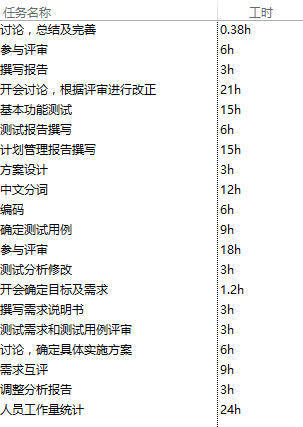 任务名称 工时
讨论，总结及完善 0.38h
参与评审 6h
撰写报告 3h
开会讨论，根据评审进行改正 21h
基本功能测试 15h
测试报告撰写 6h
计划管理报告撰写 15h
方案设计 3h
中文分词 12h
编码 6h
确定测试用例 9h
参与评审 18h
测试分析修改 3h
开会确定目标及需求 1.2h
撰写需求说明书 3h
测试需求和测试用例评审 3h
讨论，确定具体实施方案 6h
需求互评 9h
调整分析报告 3h
人员工作量统计 24h